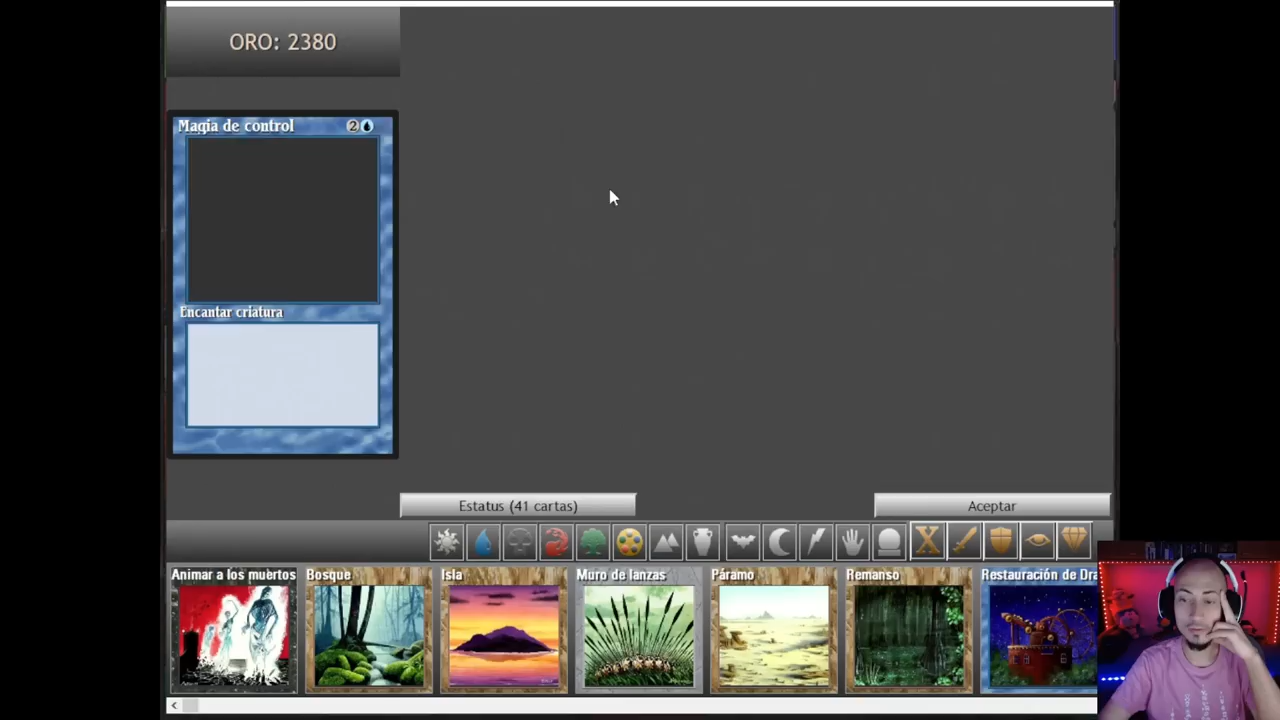 ORO: 2380
Magia de control 2
Encantar criatura
Estatus (41 cartas)
Aceptar
X
Animar a los muertos
Bosque
Isla
Muro de lanzas
Páramo
Remanso
Restauración de Dra